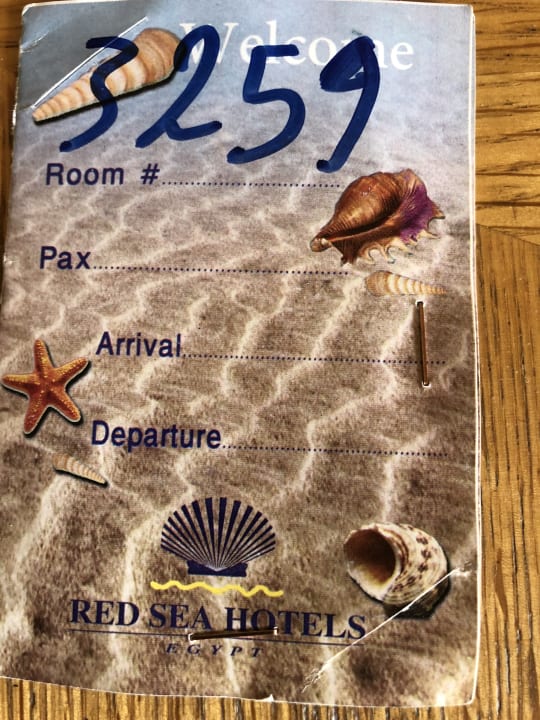 Welcome
3259
Room #
Pax
Arrival
Departure
RED SEA HOTELS
EGYPT